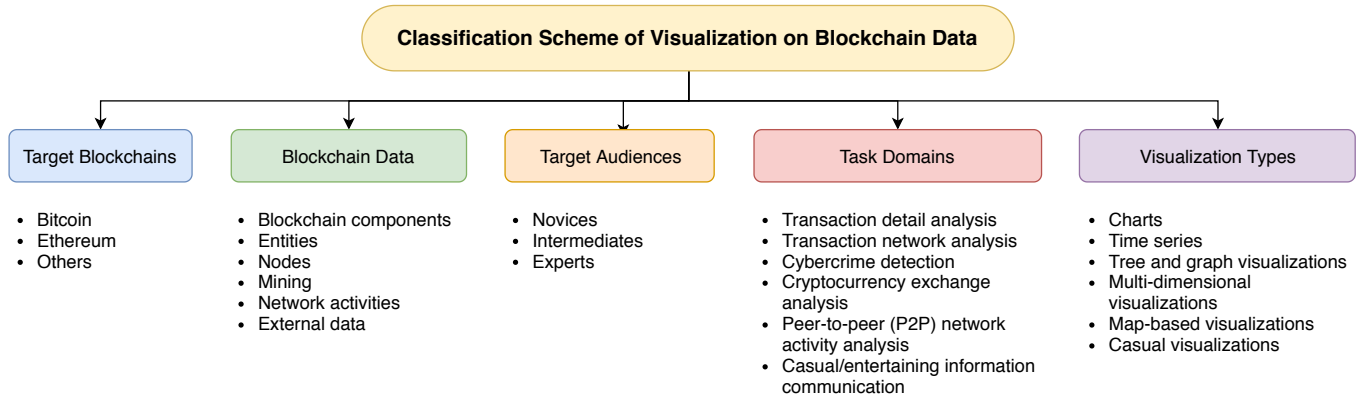 Classification Scheme of Visualization on Blockchain Data
Target Blockchains
• Bitcoin
• Ethereum
• Others
Blockchain Data
• Blockchain components
• Entities
• Nodes
• Mining
• Network activities
• External data
Target Audiences
• Novices
• Intermediates
• Experts
Task Domains
• Transaction detail analysis
• Transaction network analysis
• Cybercrime detection
• Cryptocurrency exchange
analysis
• Peer-to-peer (P2P) network
activity analysis
• Casual/entertaining information
communication
Visualization Types
• Charts
• Time series
• Tree and graph visualizations
• Multi-dimensional
visualizations
• Map-based visualizations
• Casual visualizations